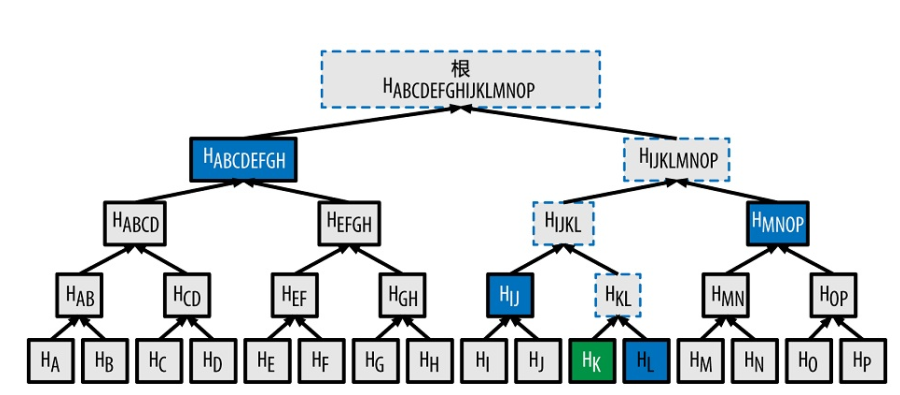 根
HABCDEFGHIJKLMNOP
HABCDEFGH
HIJKLMNOP
HABCD
HEFGH
HIJKL
HMNOP
HAB
HCD
HEF
HGH
HIJ
HKL
HMN
HOP
HA
HB
HC
HD
HE
HF
HG
HH
HI
HJ
HK
HL
HM
HN
HO
HP